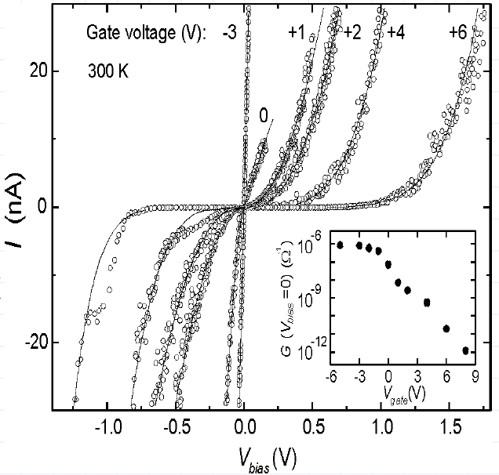 Gate voltage (V): -3 +1 +2 +4 +6
300 K
0
20
0
-20
I (nA)
-1.0 -0.5 0.0 0.5 1.0 1.5
V_bias (V)
10^-6
10^-9
10^-12
G (V_bias=0) (Ω^-1)
-6 -3 0 3 6 9
V_gate (V)